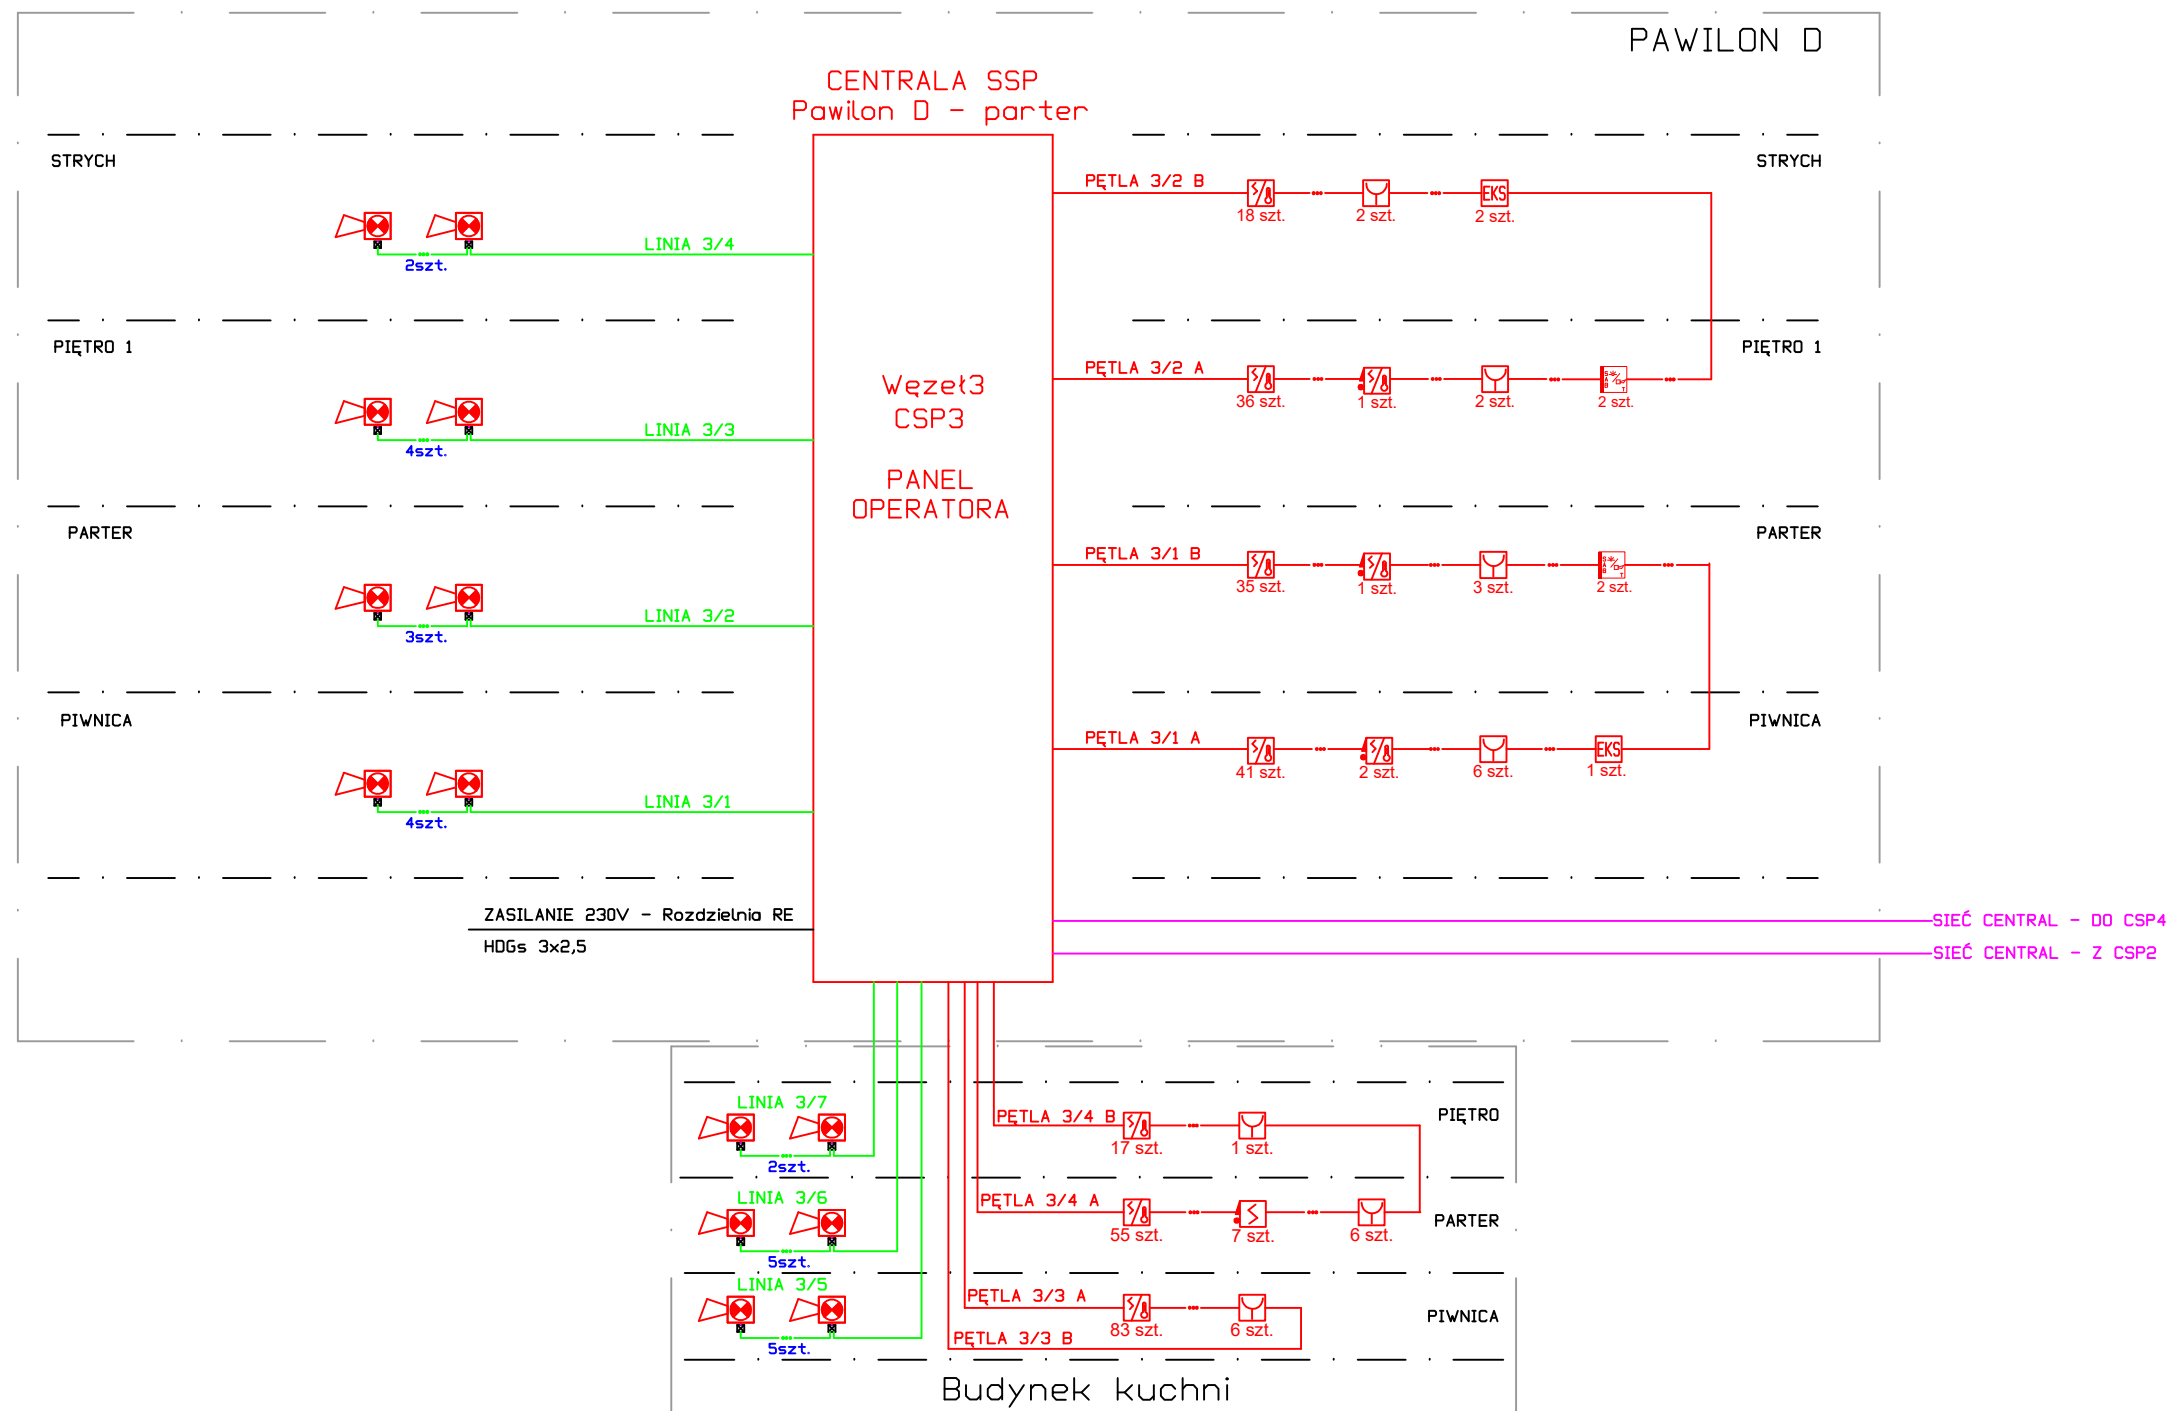 PAWILON D
CENTRALA SSP
Pawilon D - parter
STRYCH
STRYCH
PĘTLA 3/2 B
EKS
18 szt.
2 szt.
2 szt.
LINIA 3/4
2szt.
PIĘTRO 1
PIĘTRO 1
PĘTLA 3/2 A
SAB
T
36 szt.
1 szt.
2 szt.
2 szt.
Węzeł3
CSP3
LINIA 3/3
4szt.
PANEL
OPERATORA
PARTER
PARTER
PĘTLA 3/1 B
SAB
T
35 szt.
1 szt.
3 szt.
2 szt.
LINIA 3/2
3szt.
PIWNICA
PIWNICA
PĘTLA 3/1 A
EKS
41 szt.
2 szt.
6 szt.
1 szt.
LINIA 3/1
4szt.
ZASILANIE 230V - Rozdzielnia RE
HDGs 3x2,5
SIEĆ CENTRAL - DO CSP4
SIEĆ CENTRAL - Z CSP2
LINIA 3/7
2szt.
PĘTLA 3/4 B
17 szt.
1 szt.
PIĘTRO
LINIA 3/6
5szt.
PĘTLA 3/4 A
55 szt.
7 szt.
6 szt.
PARTER
LINIA 3/5
5szt.
PĘTLA 3/3 A
83 szt.
6 szt.
PIWNICA
PĘTLA 3/3 B
Budynek kuchni